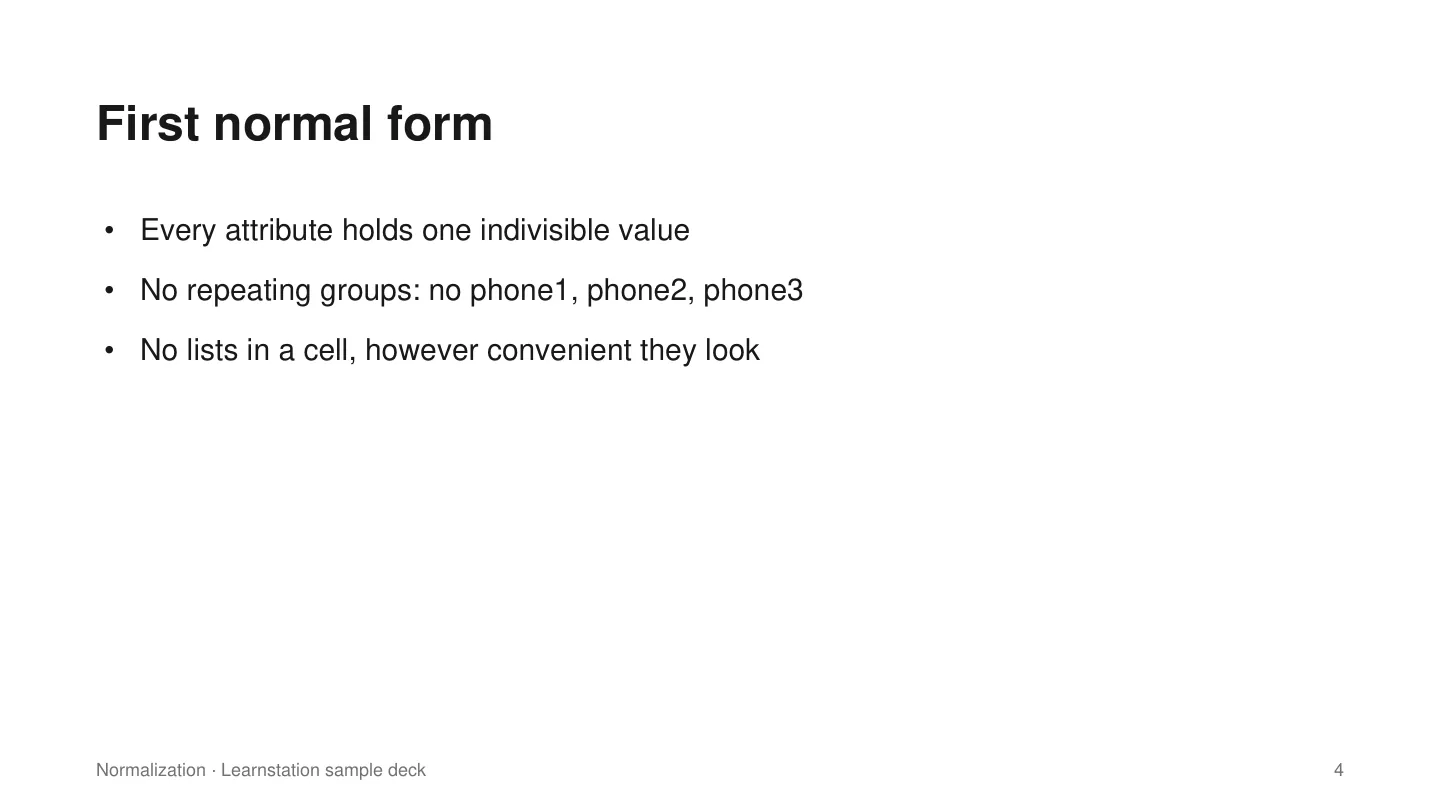 First normal form
• Every attribute holds one indivisible value
• No repeating groups: no phone1, phone2, phone3
• No lists in a cell, however convenient they look
Normalization · Learnstation sample deck
4